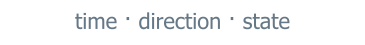 time · direction · state